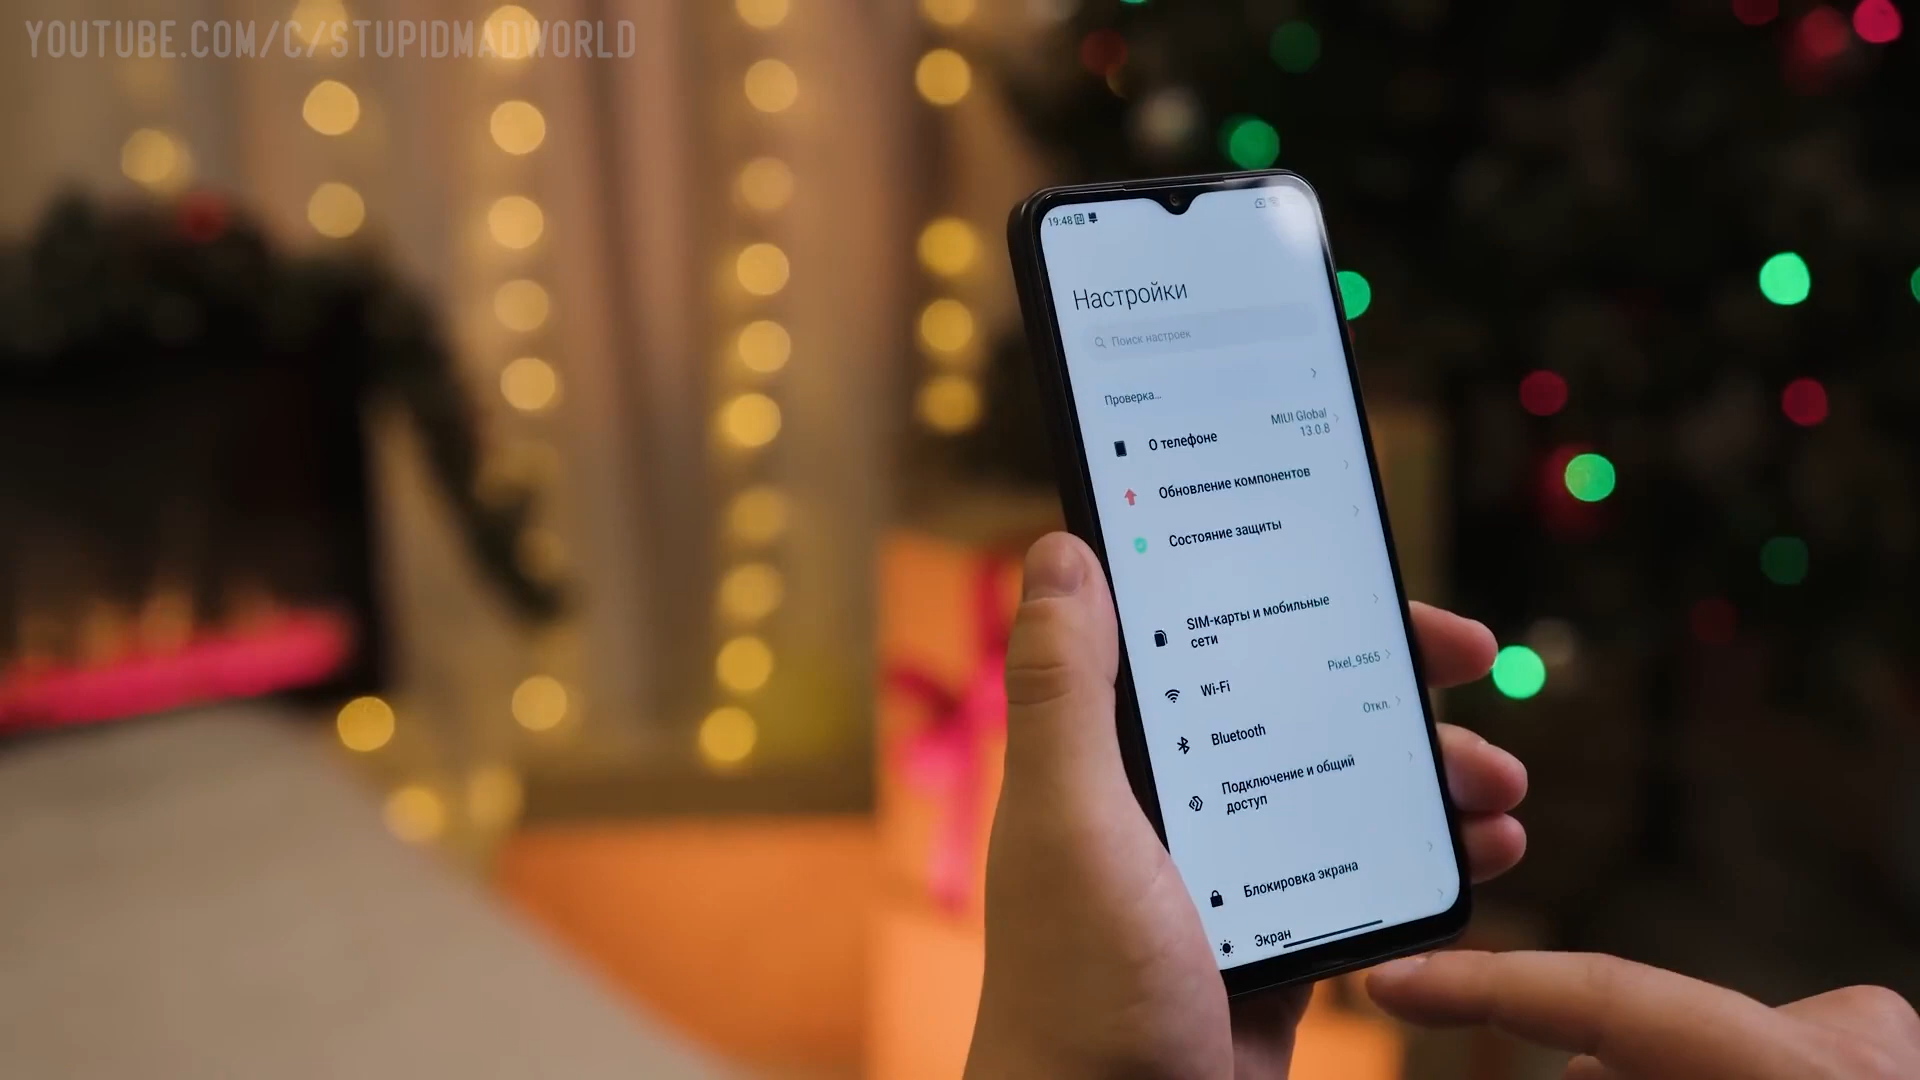 YOUTUBE.COM/C/STUPIDMADWORLD
19:48
Настройки
Поиск настроек
Проверка...
О телефоне
MIUI Global
13.0.8
Обновление компонентов
Состояние защиты
SIM-карты и мобильные
сети
Wi-Fi
Pixel_9565
Bluetooth
Откл.
Подключение и общий
доступ
Блокировка экрана
Экран